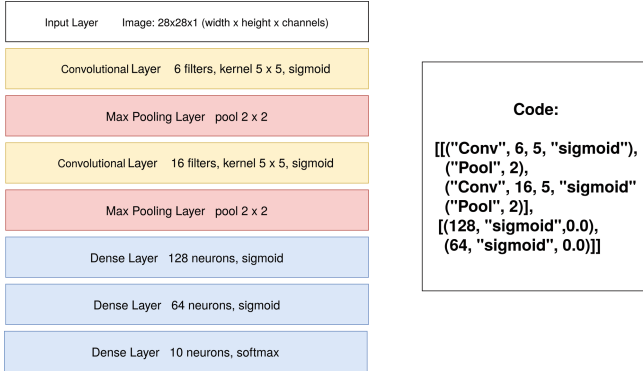 Input Layer Image: 28x28x1 (width x height x channels)
Convolutional Layer 6 filters, kernel 5 x 5, sigmoid
Max Pooling Layer pool 2 x 2
Convolutional Layer 16 filters, kernel 5 x 5, sigmoid
Max Pooling Layer pool 2 x 2
Dense Layer 128 neurons, sigmoid
Dense Layer 64 neurons, sigmoid
Dense Layer 10 neurons, softmax
Code:
[[("Conv", 6, 5, "sigmoid"),
("Pool", 2),
("Conv", 16, 5, "sigmoid"
("Pool", 2)],
[(128, "sigmoid",0.0),
(64, "sigmoid", 0.0)]]